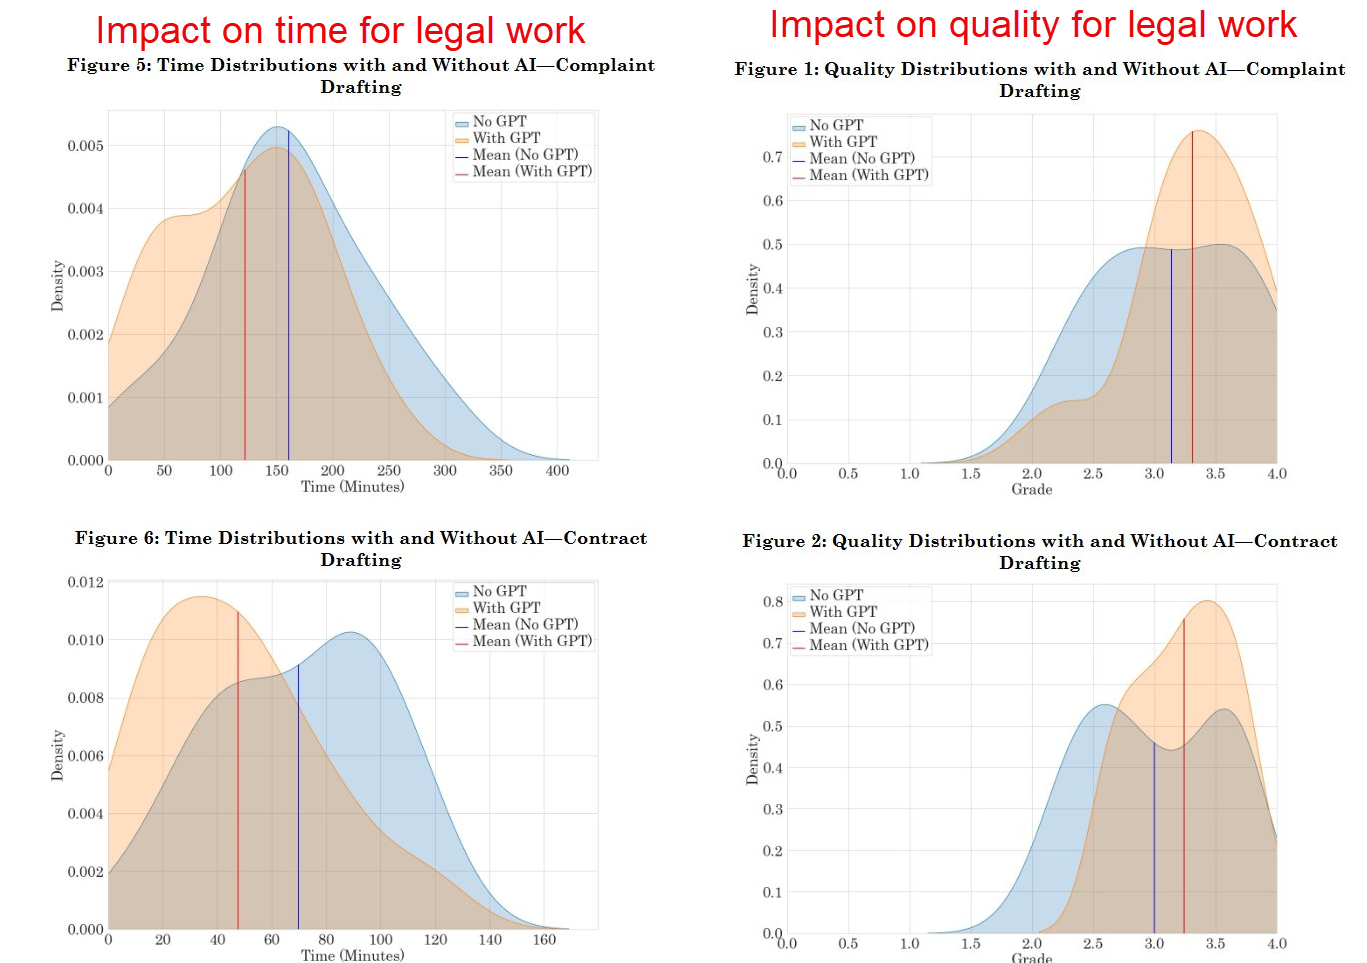 Impact on time for legal work
Figure 5: Time Distributions with and Without AI—Complaint
Drafting
No GPT
With GPT
Mean (No GPT)
Mean (With GPT)
0.005
0.004
0.003
0.002
0.001
0.000
Density
0 50 100 150 200 250 300 350 400
Time (Minutes)
Impact on quality for legal work
Figure 1: Quality Distributions with and Without AI—Complaint
Drafting
No GPT
With GPT
Mean (No GPT)
Mean (With GPT)
0.7
0.6
0.5
0.4
0.3
0.2
0.1
0.0
Density
0.0 0.5 1.0 1.5 2.0 2.5 3.0 3.5 4.0
Grade
Figure 6: Time Distributions with and Without AI—Contract
Drafting
No GPT
With GPT
Mean (No GPT)
Mean (With GPT)
0.012
0.010
0.008
0.006
0.004
0.002
0.000
Density
0 20 40 60 80 100 120 140 160
Time (Minutes)
Figure 2: Quality Distributions with and Without AI—Contract
Drafting
No GPT
With GPT
Mean (No GPT)
Mean (With GPT)
0.8
0.7
0.6
0.5
0.4
0.3
0.2
0.1
0.0
Density
0.0 0.5 1.0 1.5 2.0 2.5 3.0 3.5 4.0
Grade